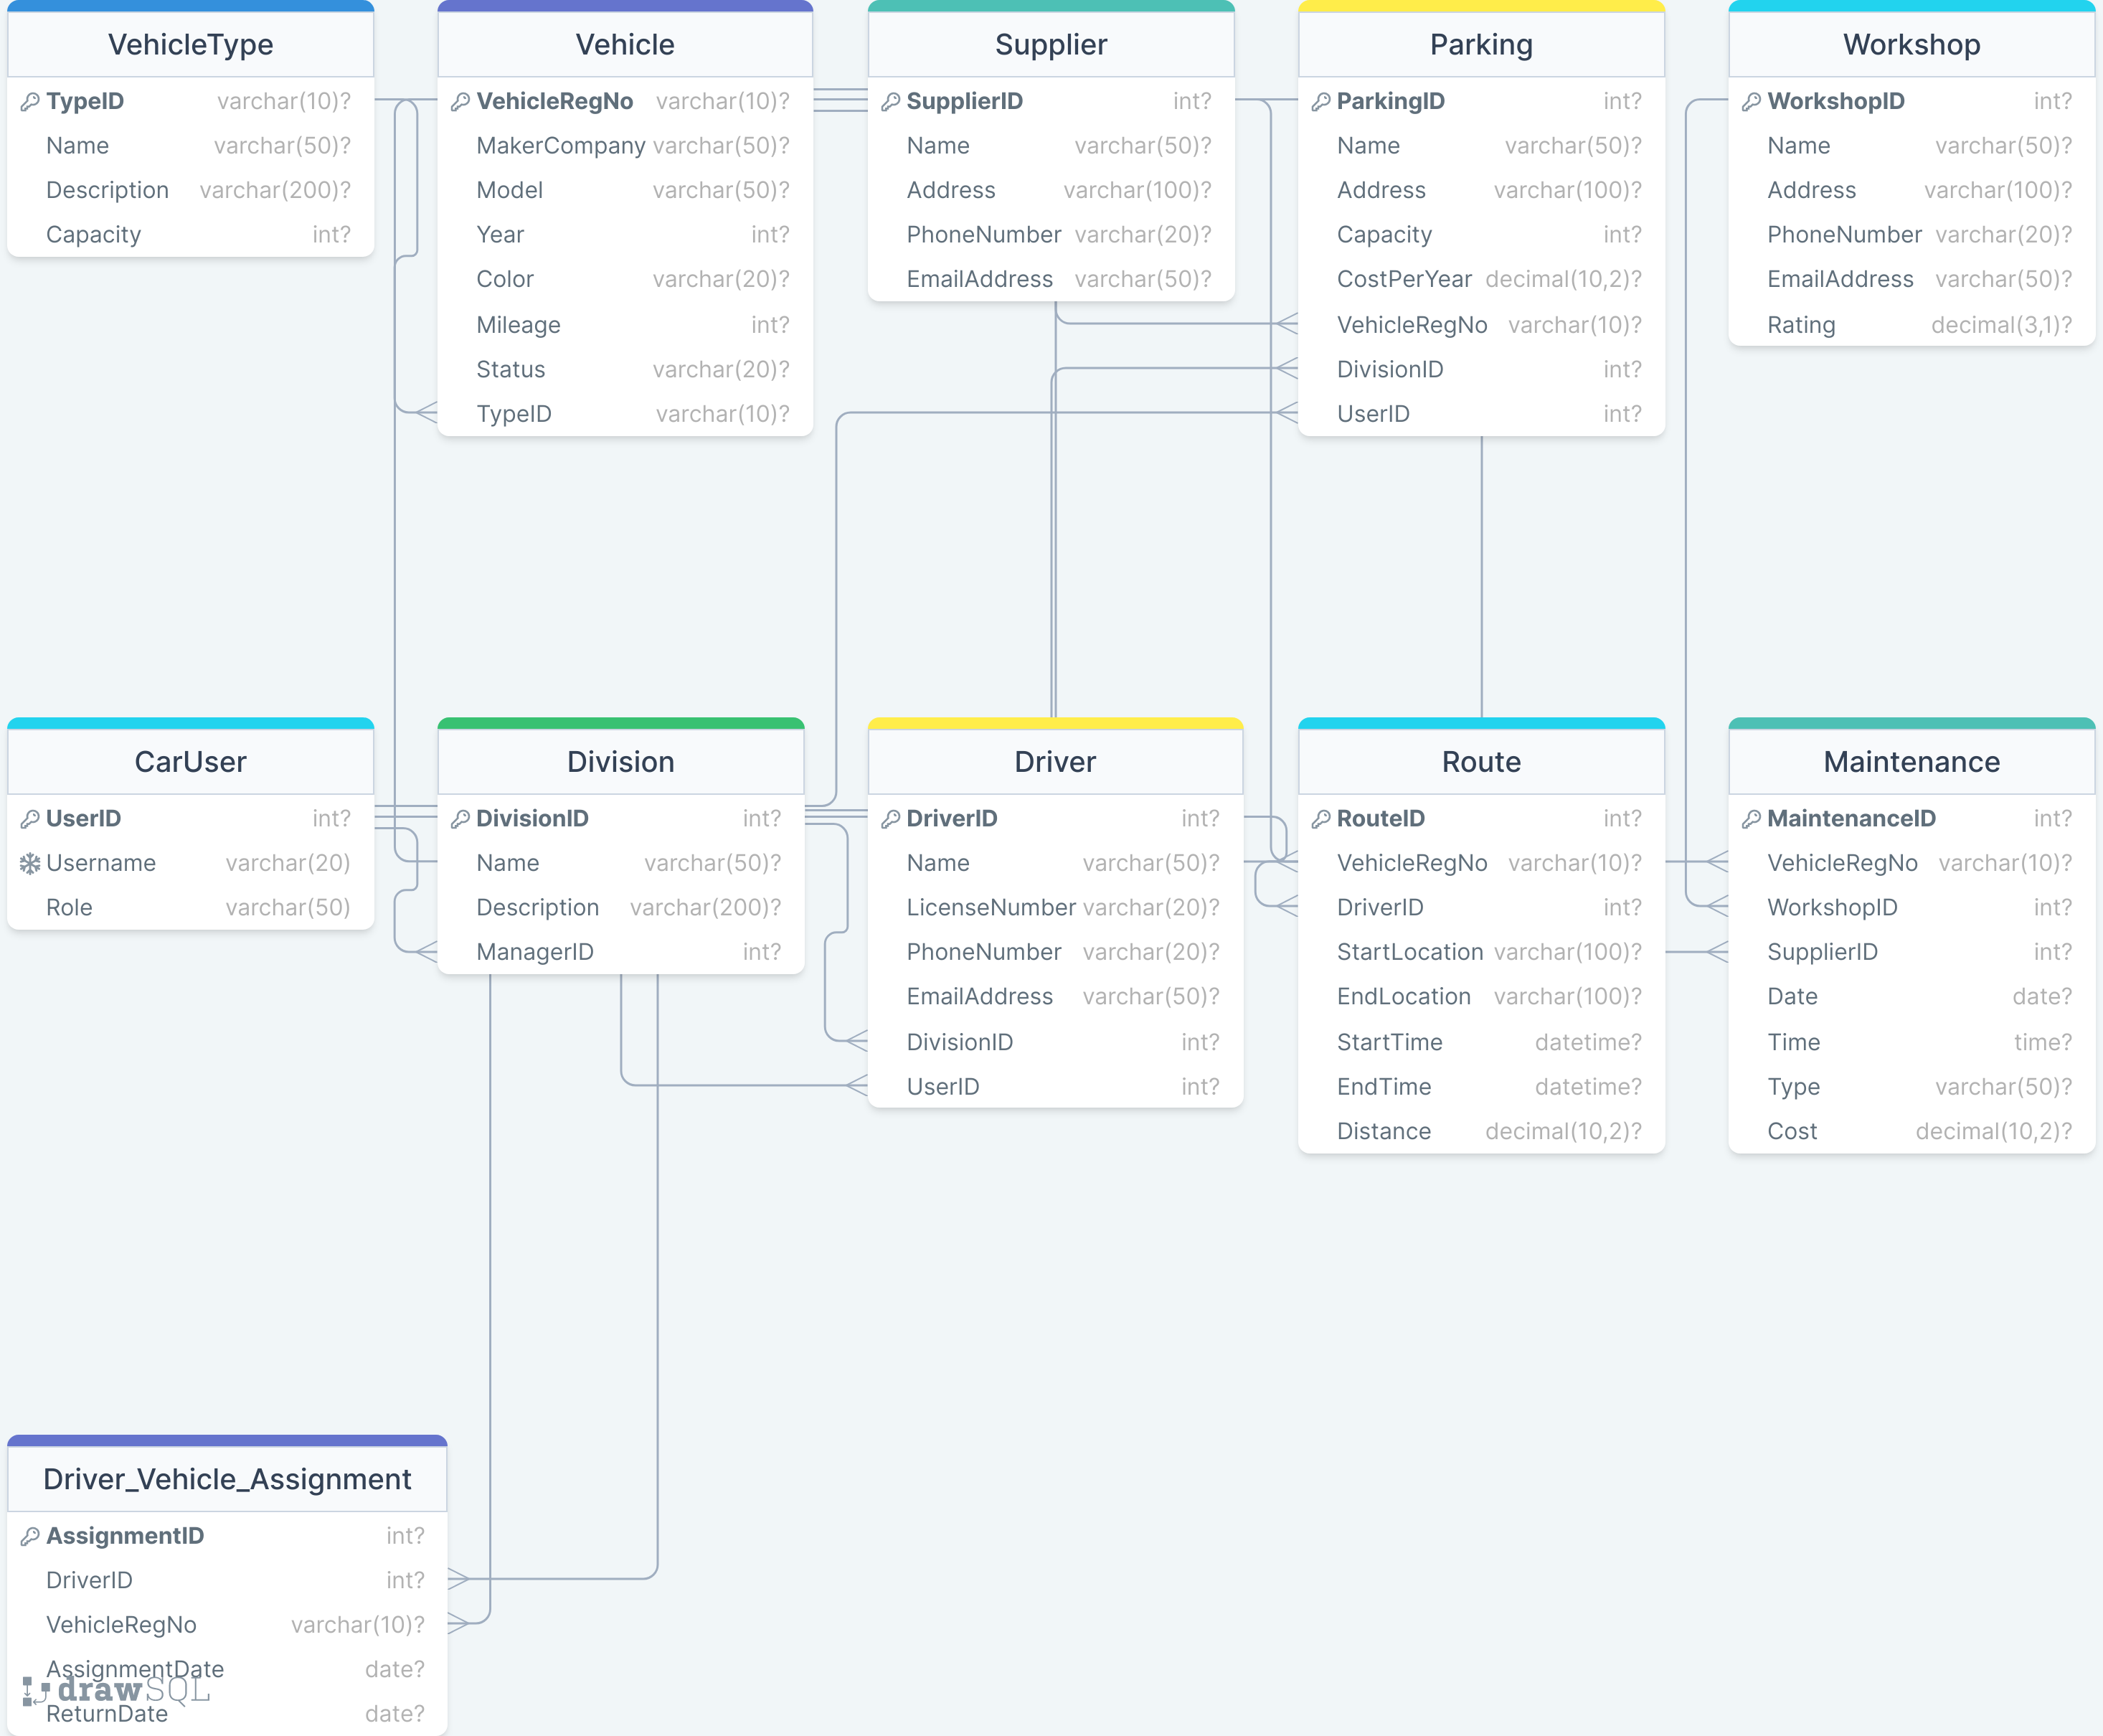 VehicleType
TypeID varchar(10)?
Name varchar(50)?
Description varchar(200)?
Capacity int?
Vehicle
VehicleRegNo varchar(10)?
MakerCompany varchar(50)?
Model varchar(50)?
Year int?
Color varchar(20)?
Mileage int?
Status varchar(20)?
TypeID varchar(10)?
Supplier
SupplierID int?
Name varchar(50)?
Address varchar(100)?
PhoneNumber varchar(20)?
EmailAddress varchar(50)?
Parking
ParkingID int?
Name varchar(50)?
Address varchar(100)?
Capacity int?
CostPerYear decimal(10,2)?
VehicleRegNo varchar(10)?
DivisionID int?
UserID int?
Workshop
WorkshopID int?
Name varchar(50)?
Address varchar(100)?
PhoneNumber varchar(20)?
EmailAddress varchar(50)?
Rating decimal(3,1)?
CarUser
UserID int?
Username varchar(20)
Role varchar(50)
Division
DivisionID int?
Name varchar(50)?
Description varchar(200)?
ManagerID int?
Driver
DriverID int?
Name varchar(50)?
LicenseNumber varchar(20)?
PhoneNumber varchar(20)?
EmailAddress varchar(50)?
DivisionID int?
UserID int?
Route
RouteID int?
VehicleRegNo varchar(10)?
DriverID int?
StartLocation varchar(100)?
EndLocation varchar(100)?
StartTime datetime?
EndTime datetime?
Distance decimal(10,2)?
Maintenance
MaintenanceID int?
VehicleRegNo varchar(10)?
WorkshopID int?
SupplierID int?
Date date?
Time time?
Type varchar(50)?
Cost decimal(10,2)?
Driver_Vehicle_Assignment
AssignmentID int?
DriverID int?
VehicleRegNo varchar(10)?
AssignmentDate date?
drawSQL
ReturnDate date?